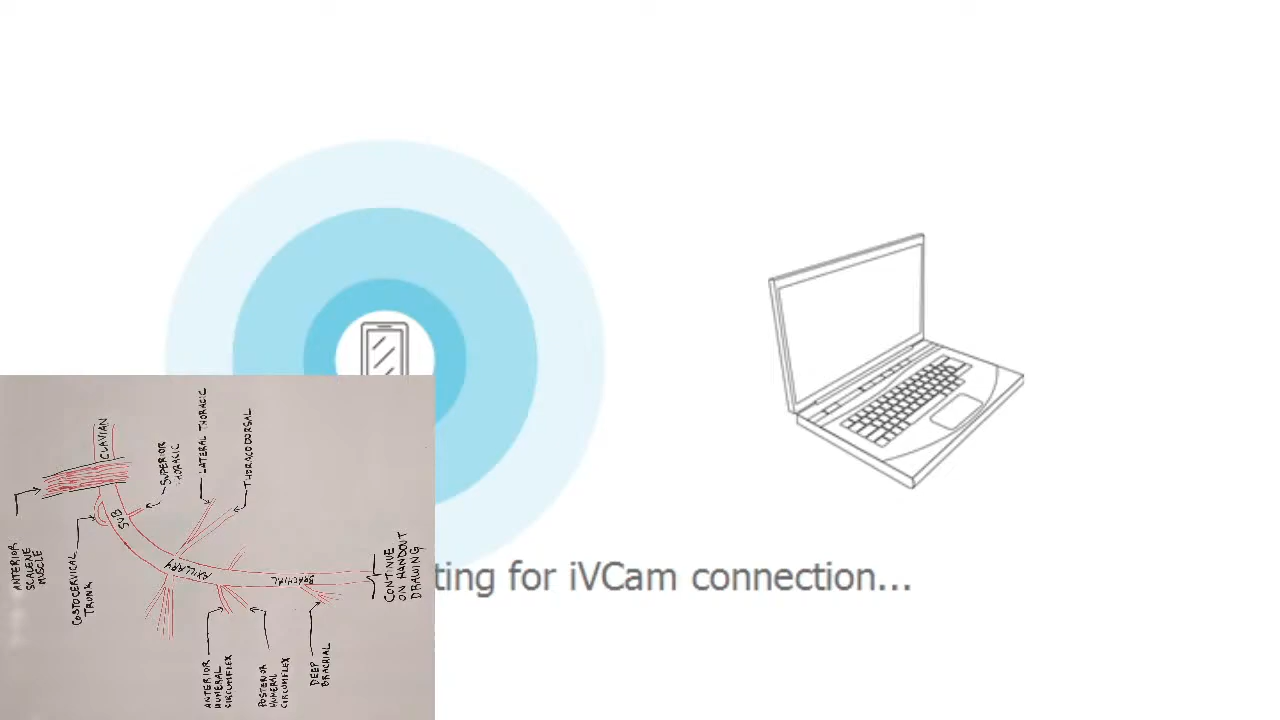 ting for iVCam connection...
ANTERIOR
SCALENE
MUSCLE
COSTOCERVICAL
TRUNK
CLAVIAN
SUB
SUPERIOR
THORACIC
LATERAL THORACIC
THORACODORSAL
AXILLARY
BRACHIAL
ANTERIOR
HUMERAL
CIRCUMFLEX
POSTERIOR
HUMERAL
CIRCUMFLEX
DEEP
BRACHIAL
CONTINUE
ON HANDOUT
DRAWING